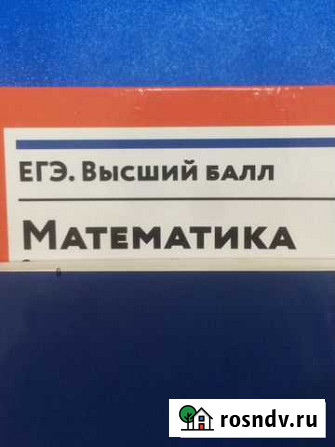 ЕГЭ. Высший балл
Математика
rosndv.ru